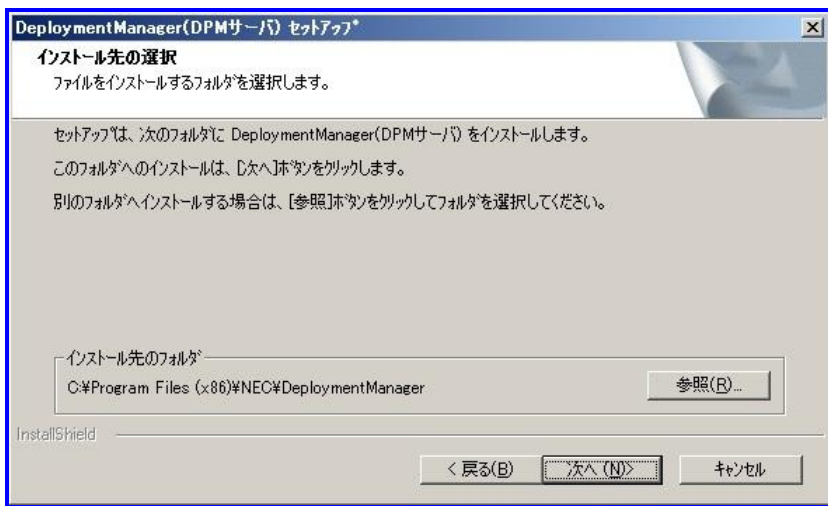 DeploymentManager(DPMサーバ) セットアップ
インストール先の選択
ファイルをインストールするフォルダを選択します。
セットアップは、次のフォルダに DeploymentManager(DPMサーバ) をインストールします。
このフォルダへのインストールは、[次へ]ボタンをクリックします。
別のフォルダへインストールする場合は、[参照]ボタンをクリックしてフォルダを選択してください。
インストール先のフォルダ
C:¥Program Files (x86)¥NEC¥DeploymentManager
参照(R)...
InstallShield
< 戻る(B)
次へ (N)>
キャンセル